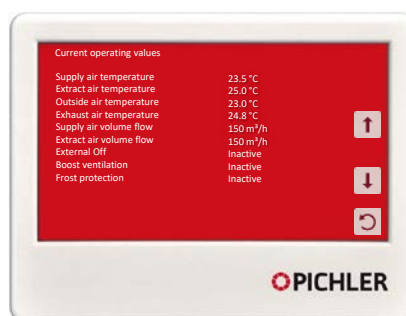 Current operating values
Supply air temperature 23.5 °C
Extract air temperature 25.0 °C
Outside air temperature 23.0 °C
Exhaust air temperature 24.8 °C
Supply air volume flow 150 m³/h
Extract air volume flow 150 m³/h
External Off Inactive
Boost ventilation Inactive
Frost protection Inactive
PICHLER